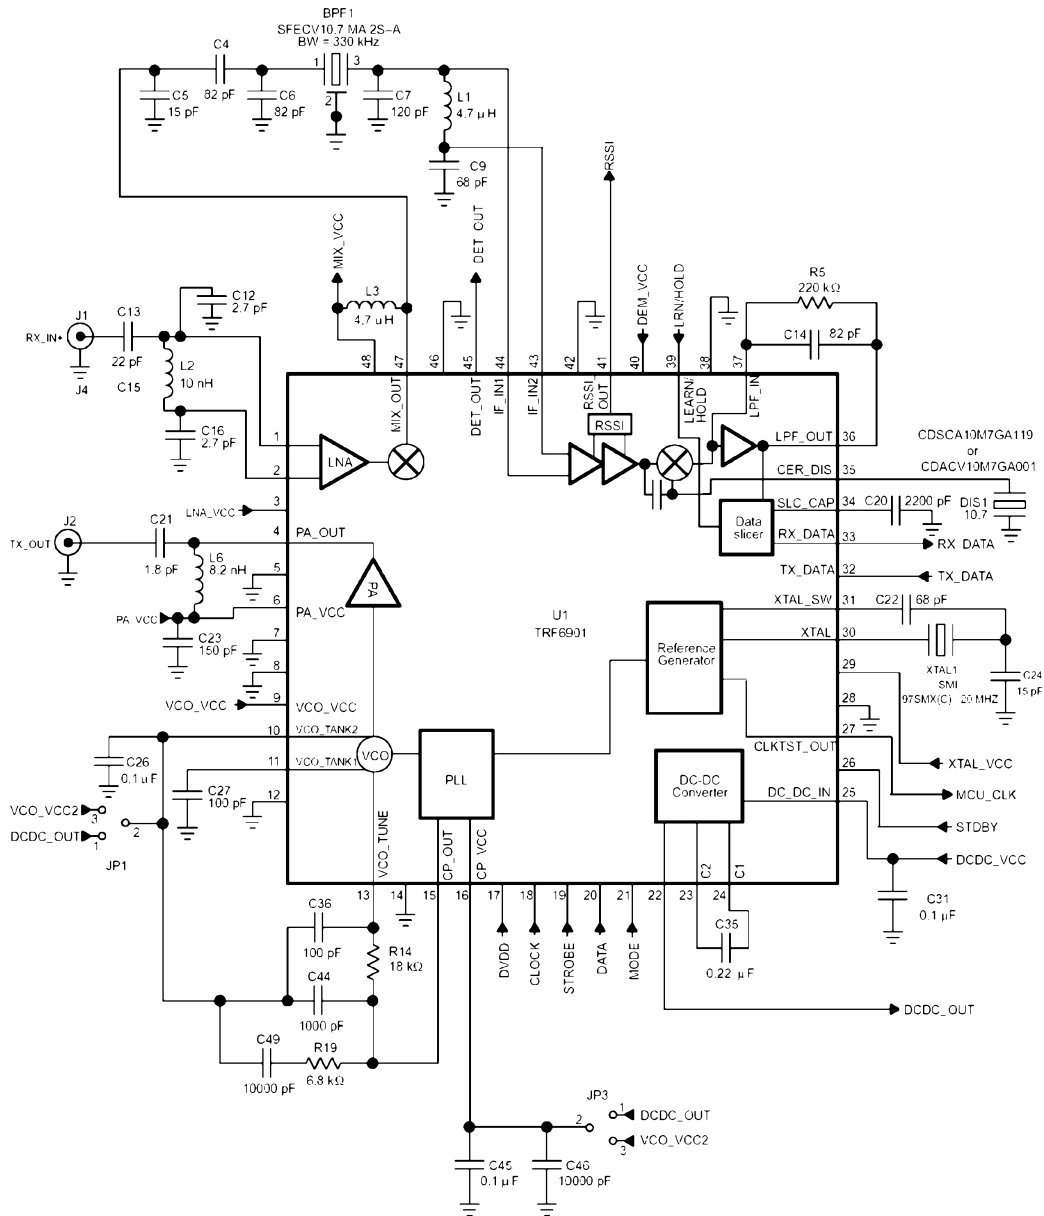 BPF1
SFECV10.7 MA 2S-A
BW = 330 kHz
C4
82 pF
1
3
2
C5
15 pF
C6
82 pF
C7
120 pF
L1
4.7 µH
C9
68 pF
RSSI
DET_OUT
MIX_VCC
L3
4.7 µH
DEM_VCC
LRN/HOLD
R5
220 kΩ
C14
82 pF
C12
2.7 pF
J1
C13
RX_IN+
22 pF
J4
C15
L2
10 nH
C16
2.7 pF
48
47
46
45
44
43
42
41
40
39
38
37
MIX_OUT
DET_OUT
IF_IN1
IF_IN2
RSSI_OUT
LEARN/
HOLD
LPF_IN
RSSI
1
2
LNA
LPF_OUT
36
CER_DIS
35
CDSCA10M7GA119
or
CDACV10M7GA001
DIS1
10.7
LNA_VCC
3
SLC_CAP
34
C20
2200 pF
Data
slicer
RX_DATA
33
RX_DATA
J2
TX_OUT
C21
1.8 pF
4
PA_OUT
L6
8.2 nH
5
PA
TX_DATA
32
TX_DATA
PA_VCC
6
PA_VCC
C23
150 pF
U1
TRF6901
XTAL_SW
31
C22
68 pF
Reference
Generator
XTAL
30
XTAL1
SMI
97SMX(C) 20 MHZ
C24
15 pF
7
8
29
28
VCO_VCC
9
VCO_VCC
10
VCO_TANK2
27
CLKTST_OUT
C26
0.1 uF
11
VCO_TANK1
VCO
PLL
DC-DC
Converter
26
XTAL_VCC
DC_DC_IN
25
MCU_CLK
C27
100 pF
12
VCO_VCC2
3
DCDC_OUT
1
2
JP1
STDBY
DCDC_VCC
VCO_TUNE
CP_OUT
CP_VCC
C2
C1
13
14
15
16
17
18
19
20
21
22
23
24
C31
0.1 µF
C36
100 pF
R14
18 kΩ
DVDD
CLOCK
STROBE
DATA
MODE
C35
0.22 µF
C44
1000 pF
DCDC_OUT
C49
10000 pF
R19
6.8 kΩ
JP3
2
1
DCDC_OUT
3
VCO_VCC2
C45
0.1 µF
C46
10000 pF